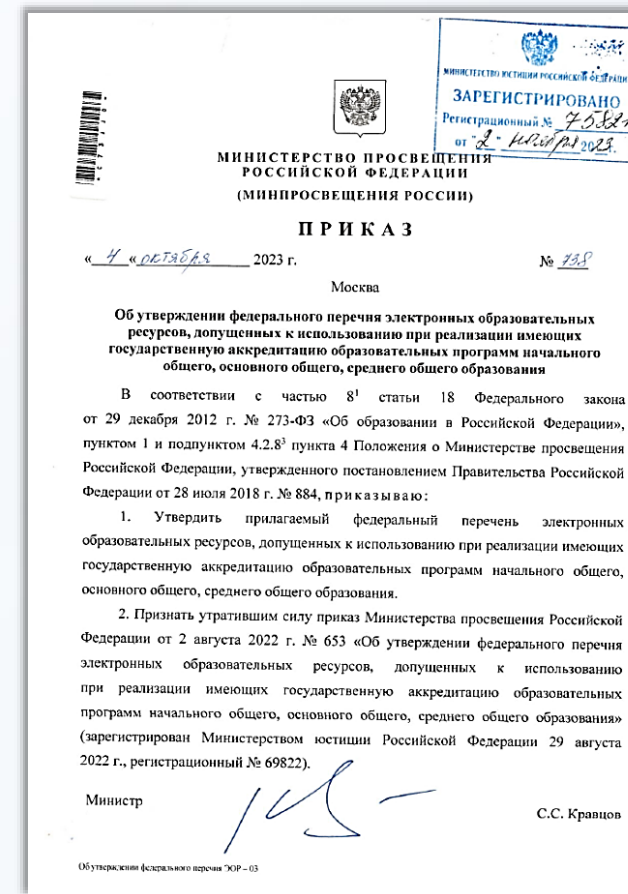 МИНИСТЕРСТВО ЮСТИЦИИ РОССИЙСКОЙ ФЕДЕРАЦИИ
ЗАРЕГИСТРИРОВАНО
Регистрационный № 7582
от "2" ноября 2023г.
МИНИСТЕРСТВО ПРОСВЕЩЕНИЯ
РОССИЙСКОЙ ФЕДЕРАЦИИ
(МИНПРОСВЕЩЕНИЯ РОССИИ)
ПРИКАЗ
« 4 « октября 2023 г.
№ 738
Москва
Об утверждении федерального перечня электронных образовательных
ресурсов, допущенных к использованию при реализации имеющих
государственную аккредитацию образовательных программ начального
общего, основного общего, среднего общего образования
В соответствии с частью 8¹ статьи 18 Федерального закона
от 29 декабря 2012 г. № 273-ФЗ «Об образовании в Российской Федерации»,
пунктом 1 и подпунктом 4.2.8³ пункта 4 Положения о Министерстве просвещения
Российской Федерации, утвержденного постановлением Правительства Российской
Федерации от 28 июля 2018 г. № 884, приказываю:
1. Утвердить прилагаемый федеральный перечень электронных
образовательных ресурсов, допущенных к использованию при реализации имеющих
государственную аккредитацию образовательных программ начального общего,
основного общего, среднего общего образования.
2. Признать утратившим силу приказ Министерства просвещения Российской
Федерации от 2 августа 2022 г. № 653 «Об утверждении федерального перечня
электронных образовательных ресурсов, допущенных к использованию
при реализации имеющих государственную аккредитацию образовательных
программ начального общего, основного общего, среднего общего образования»
(зарегистрирован Министерством юстиции Российской Федерации 29 августа
2022 г., регистрационный № 69822).
Министр
С.С. Кравцов
Об утверждении федерального перечня ЭОР – 03